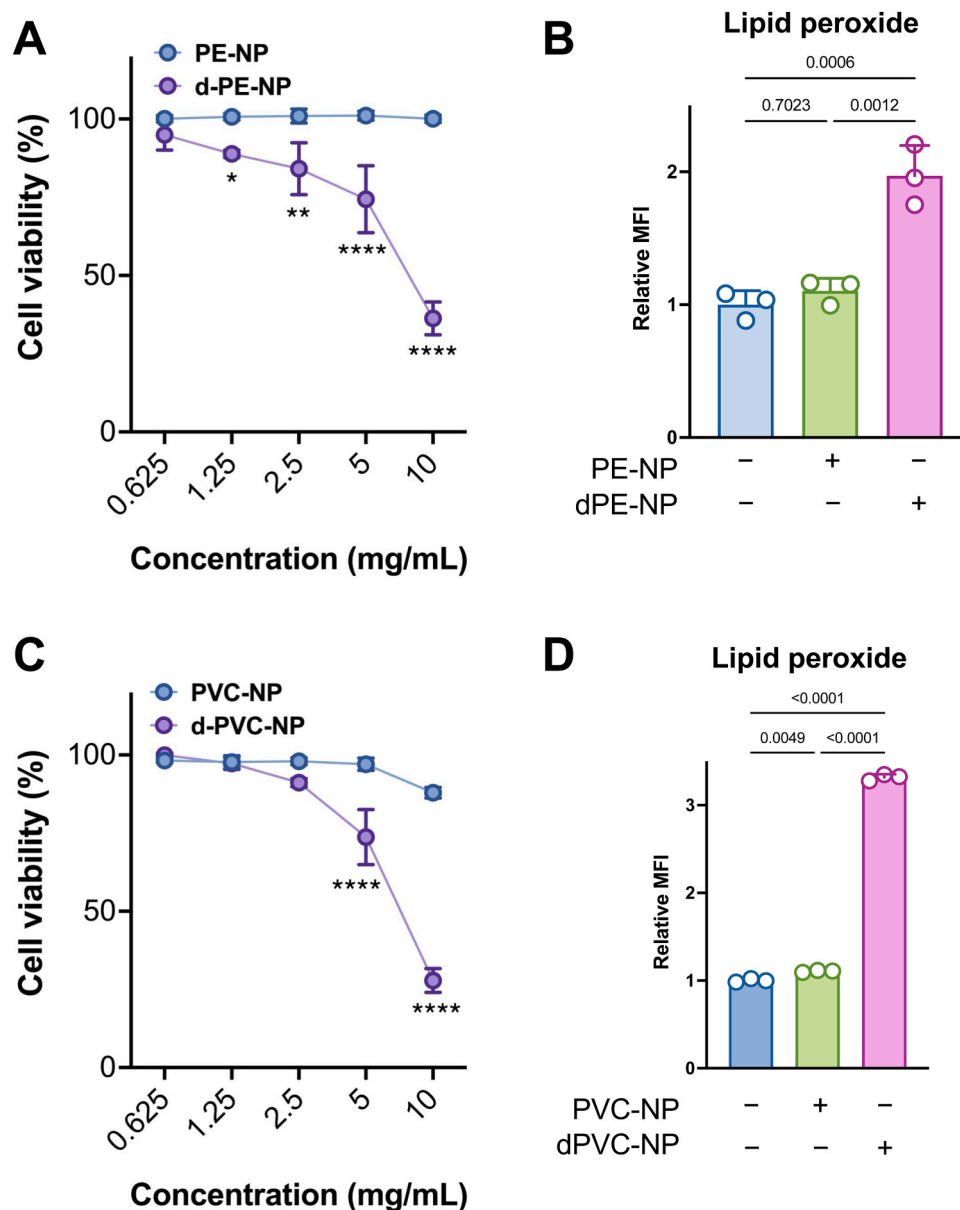 A
PE-NP
d-PE-NP
Cell viability (%)
100
50
0
*
**
****
****
0.625
1.25
2.5
5
10
Concentration (mg/mL)
B
Lipid peroxide
0.0006
0.7023
0.0012
Relative MFI
2
1
0
PE-NP – + –
dPE-NP – – +
C
PVC-NP
d-PVC-NP
Cell viability (%)
100
50
0
****
****
0.625
1.25
2.5
5
10
Concentration (mg/mL)
D
Lipid peroxide
<0.0001
0.0049
<0.0001
Relative MFI
3
2
1
0
PVC-NP – + –
dPVC-NP – – +